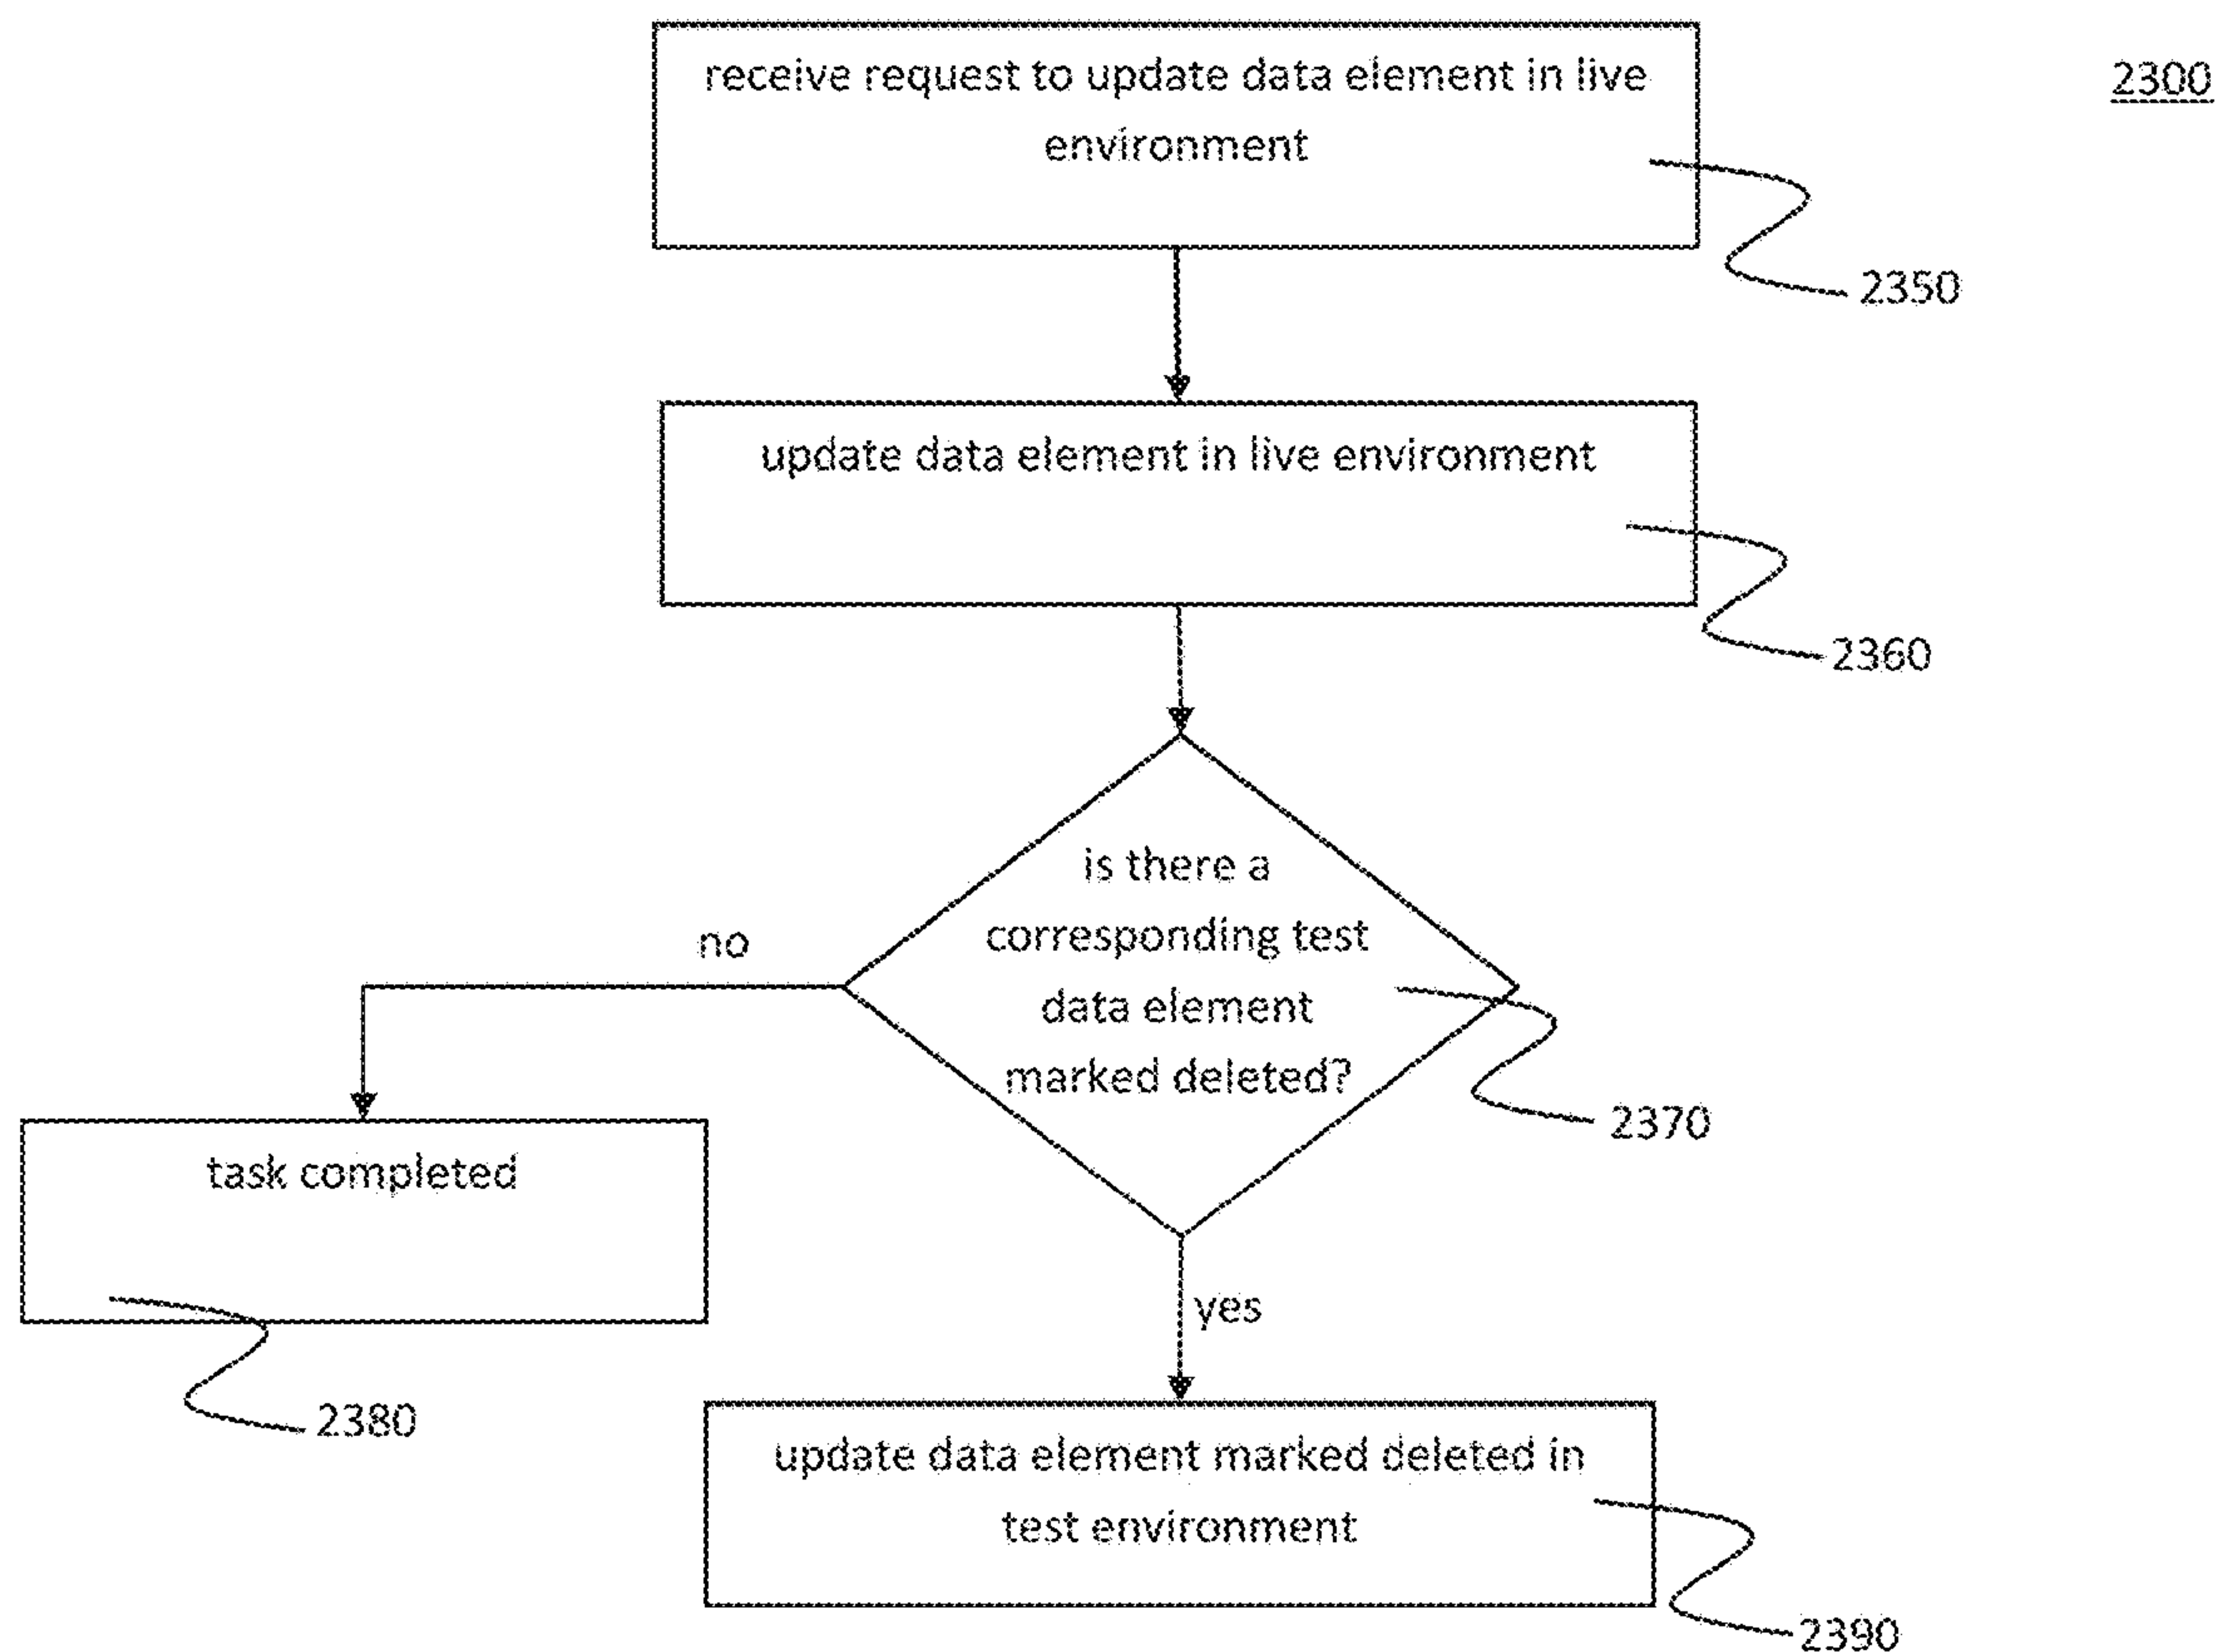 receive request to update data element in live
environment
2300
2350
update data element in live environment
2360
is there a
corresponding test
data element
marked deleted?
no
2370
task completed
yes
2380
update data element marked deleted in
test environment
2390